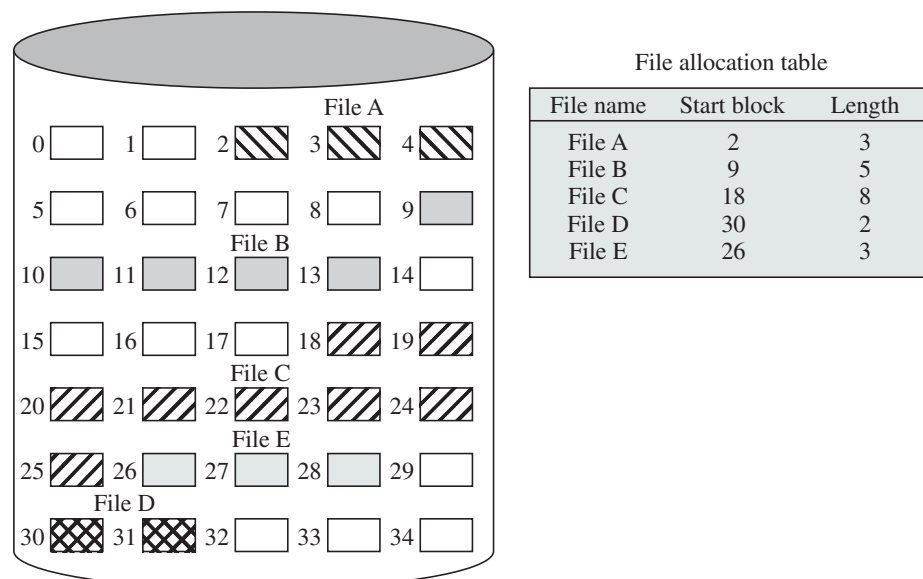 File allocation table
File name Start block Length
File A 2 3
File B 9 5
File C 18 8
File D 30 2
File E 26 3
File A
0 1 2 3 4
5 6 7 8 9
File B
10 11 12 13 14
15 16 17 18 19
File C
20 21 22 23 24
File E
25 26 27 28 29
File D
30 31 32 33 34